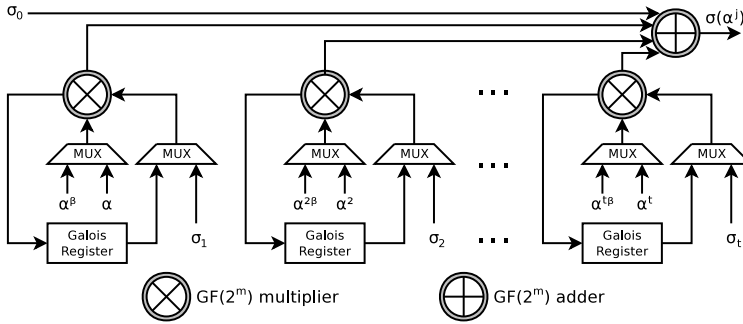 σ₀
σ(αʲ)
MUX MUX MUX MUX MUX MUX
αᵝ α α²ᵝ α² αᵗᵝ αᵗ
Galois Register
σ₁
Galois Register
σ₂
Galois Register
σₜ
...
...
...
GF(2ᵐ) multiplier
GF(2ᵐ) adder